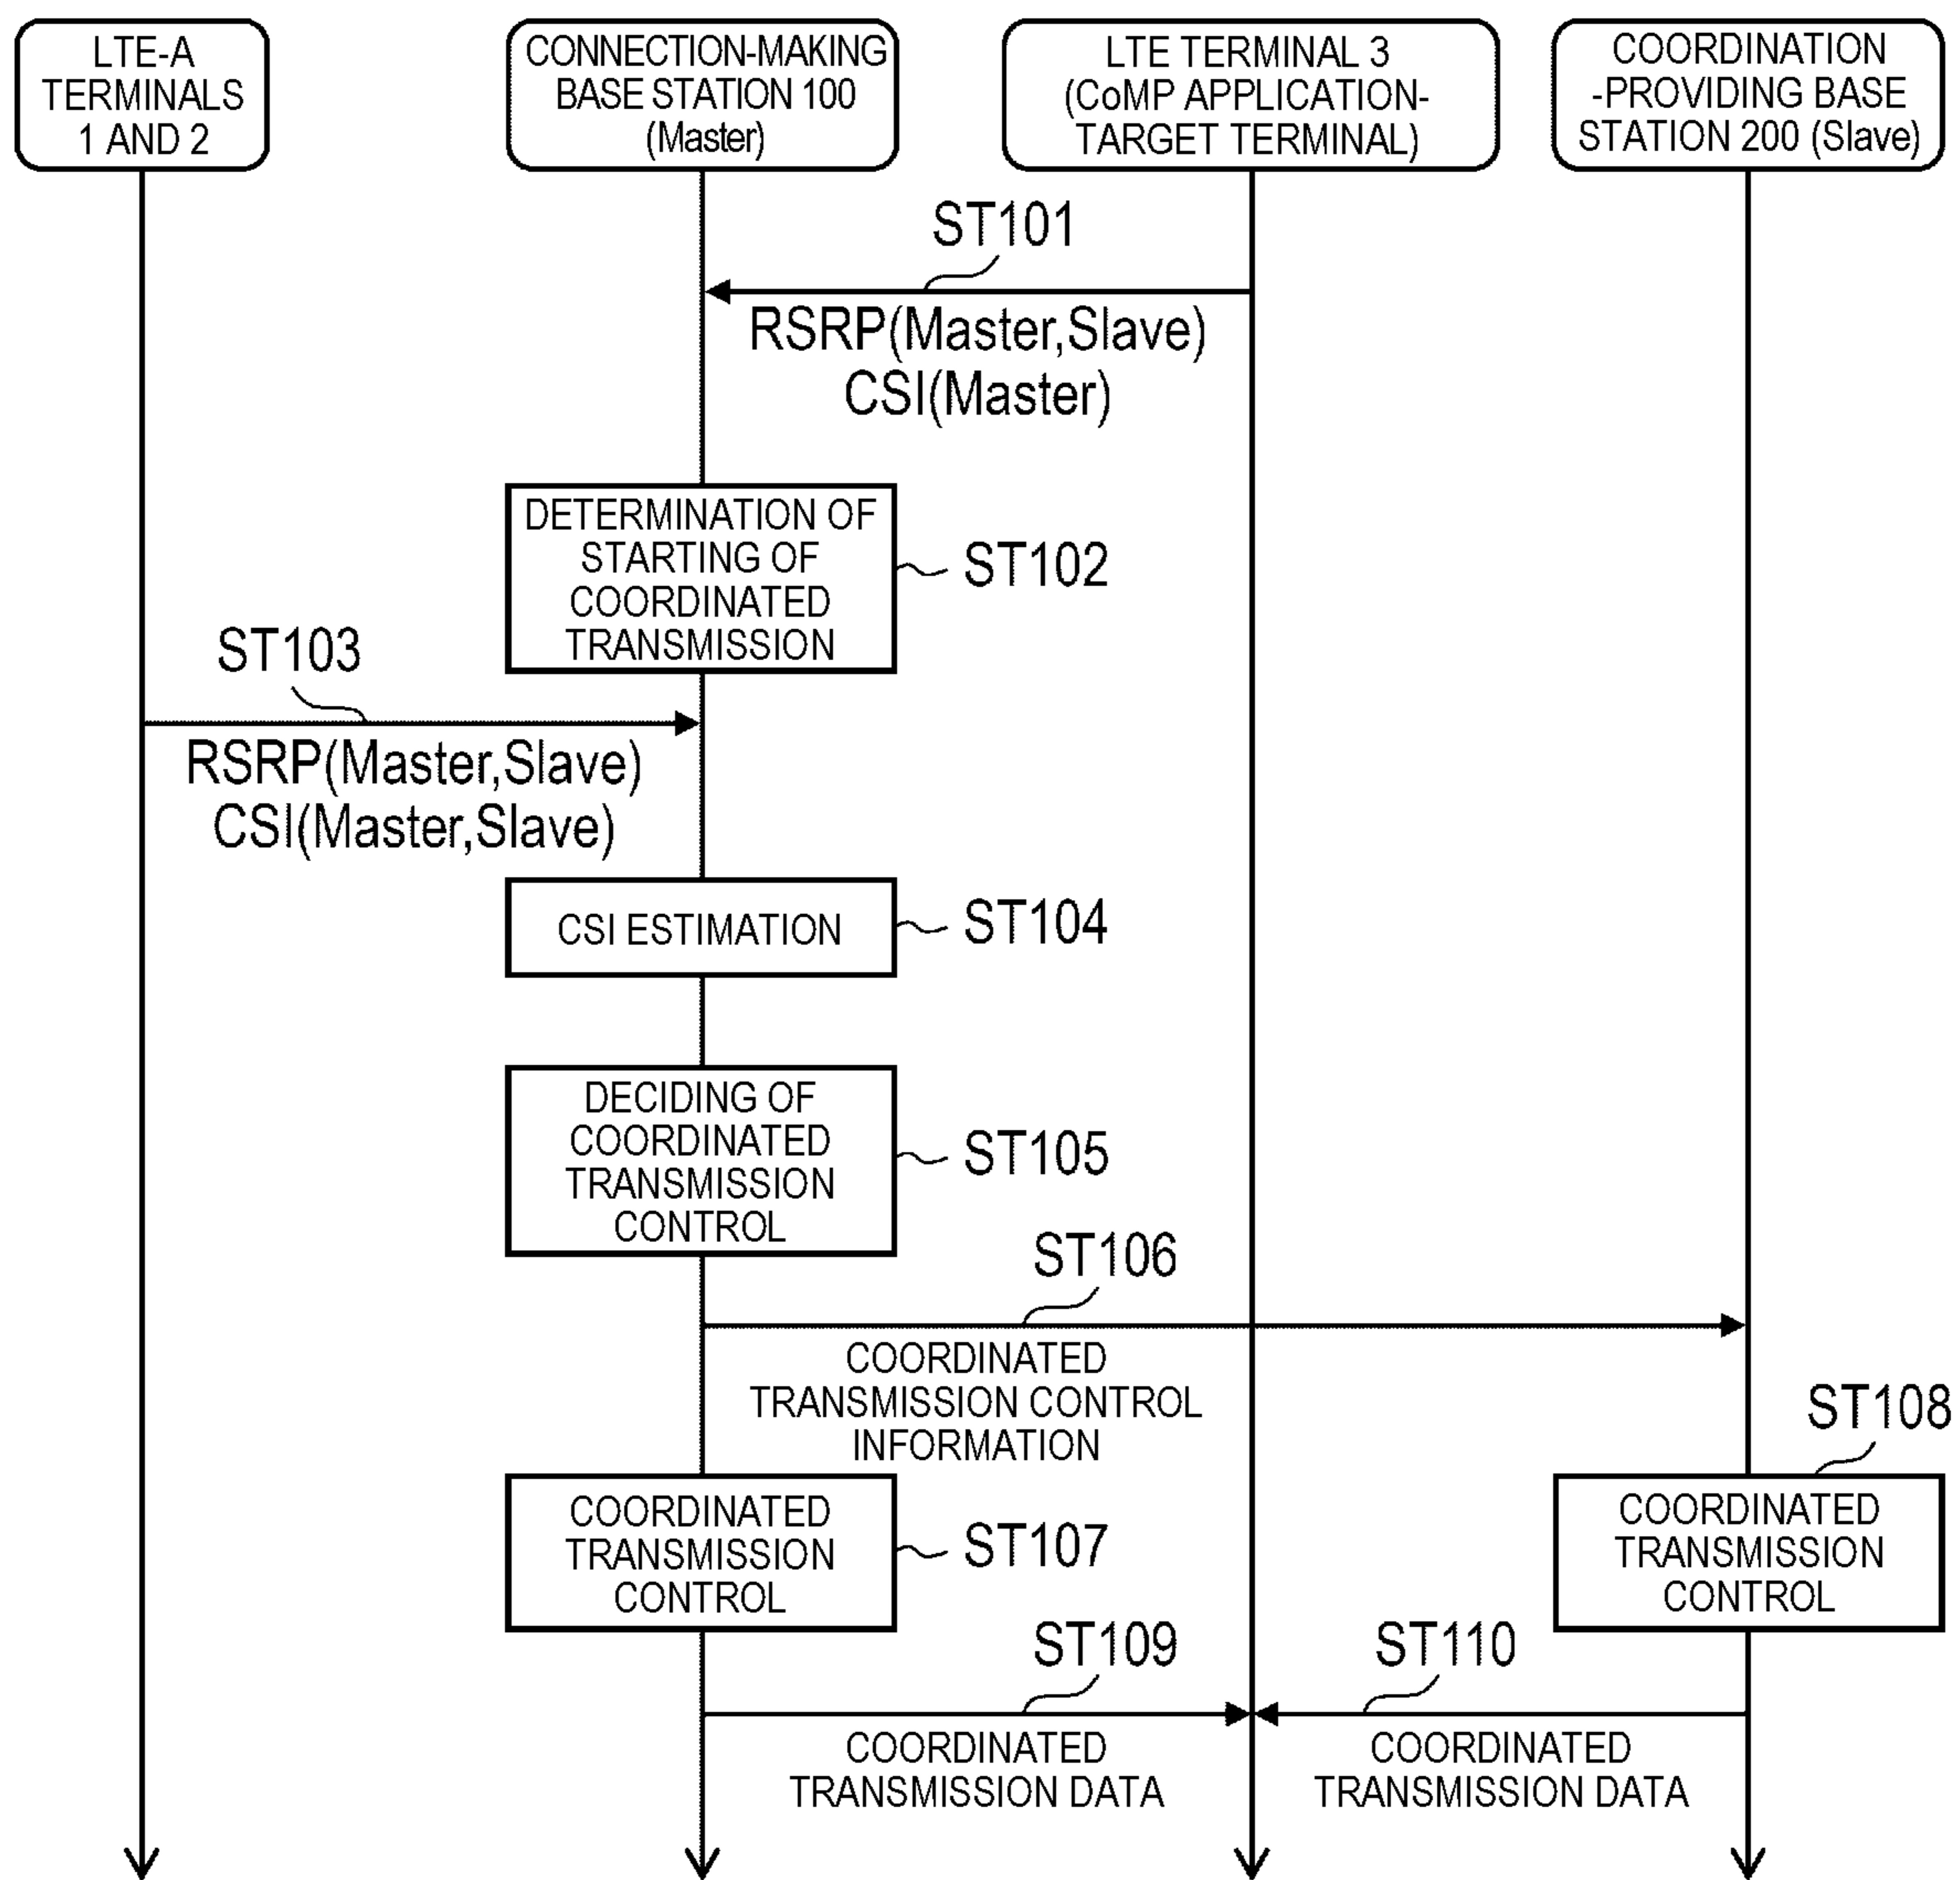 LTE-A
TERMINALS
1 AND 2
CONNECTION-MAKING
BASE STATION 100
(Master)
LTE TERMINAL 3
(CoMP APPLICATION-
TARGET TERMINAL)
COORDINATION
-PROVIDING BASE
STATION 200 (Slave)
ST101
RSRP(Master,Slave)
CSI(Master)
DETERMINATION OF
STARTING OF
COORDINATED
TRANSMISSION
ST102
ST103
RSRP(Master,Slave)
CSI(Master,Slave)
CSI ESTIMATION
ST104
DECIDING OF
COORDINATED
TRANSMISSION
CONTROL
ST105
ST106
COORDINATED
TRANSMISSION CONTROL
INFORMATION
COORDINATED
TRANSMISSION
CONTROL
ST107
ST108
COORDINATED
TRANSMISSION
CONTROL
ST109
COORDINATED
TRANSMISSION DATA
ST110
COORDINATED
TRANSMISSION DATA